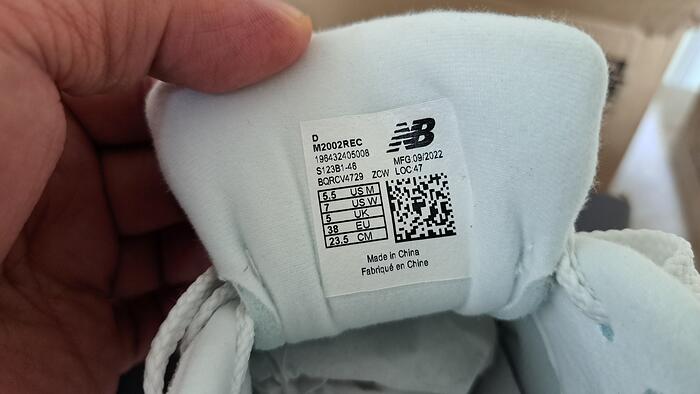 D
M2002REC
196432405008
S123B1-46
BQRCV4729 ZCW
NB
MFG.09/2022
LOC:47
5.5 US M
7 US W
5 UK
38 EU
23.5 CM
Made in China
Fabriqué en Chine